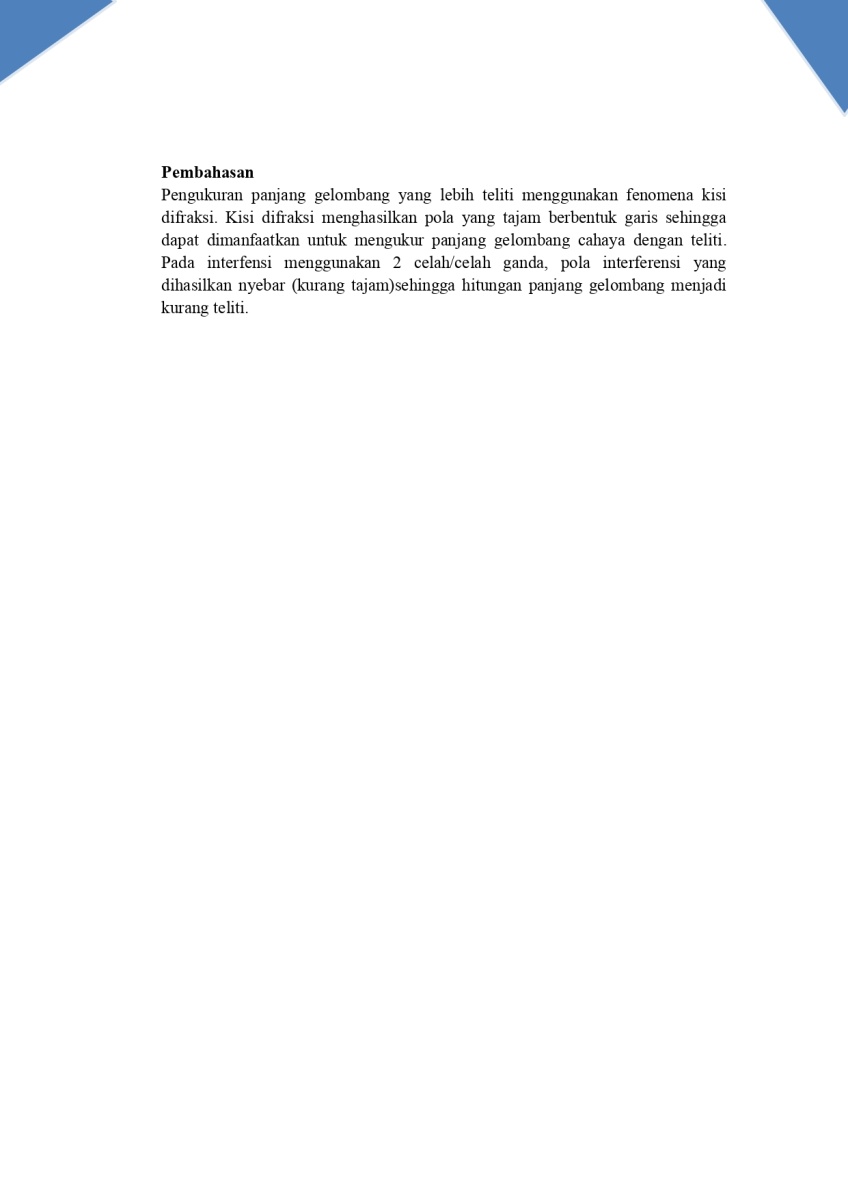 Pembahasan
Pengukuran panjang gelombang yang lebih teliti menggunakan fenomena kisi
difraksi. Kisi difraksi menghasilkan pola yang tajam berbentuk garis sehingga
dapat dimanfaatkan untuk mengukur panjang gelombang cahaya dengan teliti.
Pada interfensi menggunakan 2 celah/celah ganda, pola interferensi yang
dihasilkan nyebar (kurang tajam)sehingga hitungan panjang gelombang menjadi
kurang teliti.